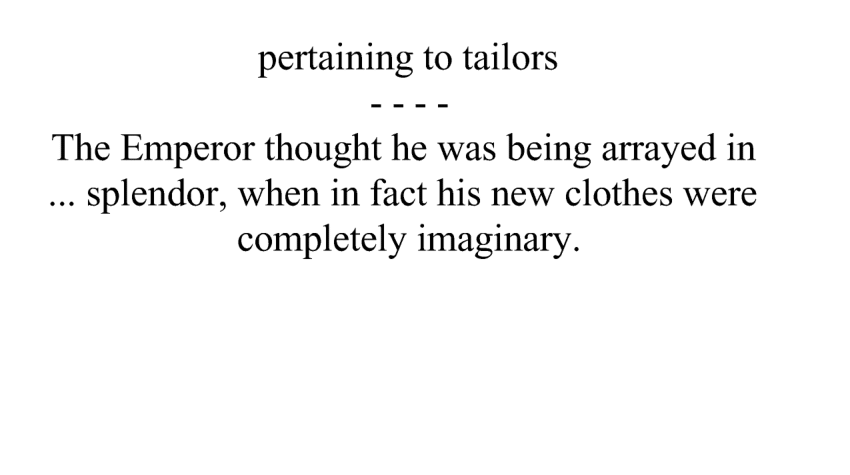 pertaining to tailors
- - - -
The Emperor thought he was being arrayed in
... splendor, when in fact his new clothes were
completely imaginary.